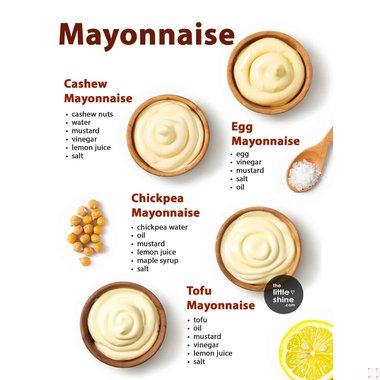 Mayonnaise
Cashew
Mayonnaise
• cashew nuts
• water
• mustard
• vinegar
• lemon juice
• salt
Egg
Mayonnaise
• egg
• vinegar
• mustard
• salt
• oil
Chickpea
Mayonnaise
• chickpea water
• oil
• mustard
• lemon juice
• maple syrup
• salt
Tofu
Mayonnaise
• tofu
• oil
• mustard
• vinegar
• lemon juice
• salt
the
little
shine
.com